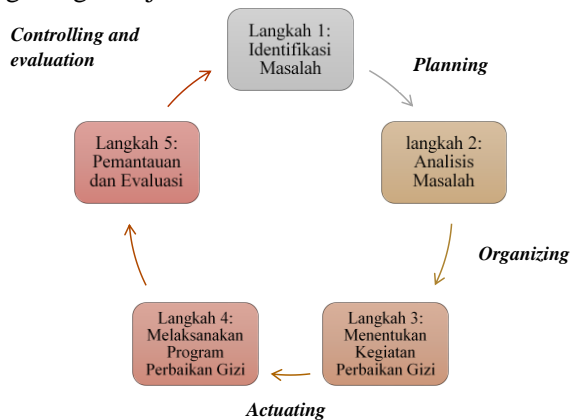 Controlling and
evaluation
Langkah 1:
Identifikasi
Masalah
Planning
langkah 2:
Analisis
Masalah
Organizing
Langkah 3:
Menentukan
Kegiatan
Perbaikan Gizi
Actuating
Langkah 4:
Melaksanakan
Program
Perbaikan Gizi
Langkah 5:
Pemantauan
dan Evaluasi